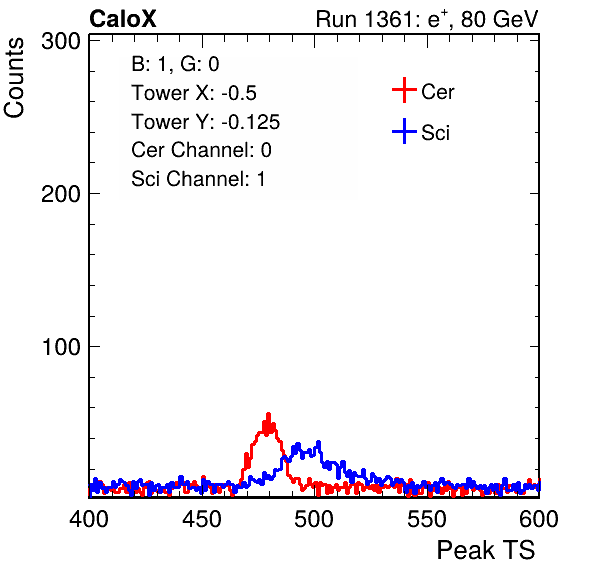 CaloX Run 1361: e⁺, 80 GeV
Counts
300
200
100
B: 1, G: 0
Tower X: -0.5
Tower Y: -0.125
Cer Channel: 0
Sci Channel: 1
Cer
Sci
400 450 500 550 600
Peak TS